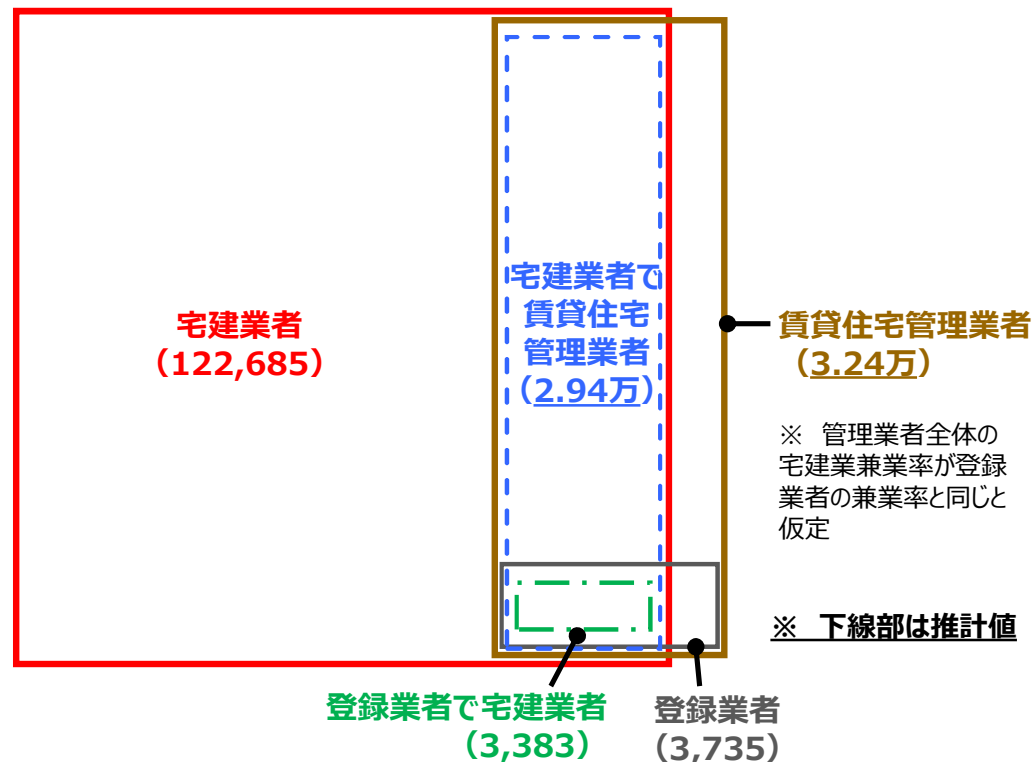 宅建業者
(122,685)
宅建業者で
賃貸住宅
管理業者
(2.94万)
賃貸住宅管理業者
(3.24万)
※ 管理業者全体の
宅建業兼業率が登録
業者の兼業率と同じと
仮定
※ 下線部は推計値
登録業者で宅建業者
(3,383)
登録業者
(3,735)